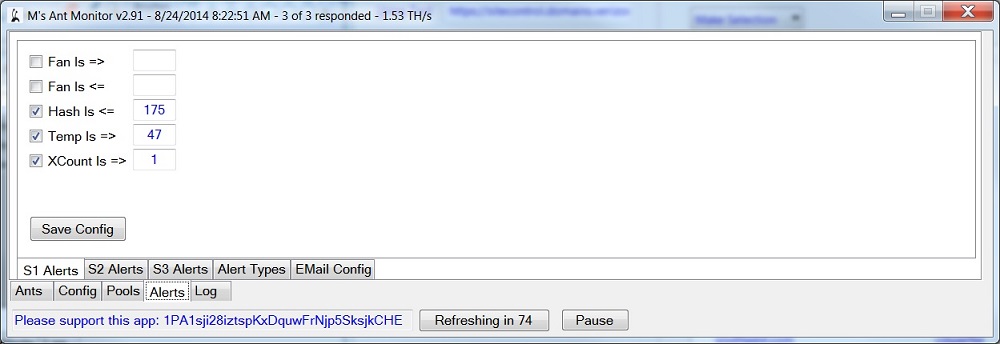 M's Ant Monitor v2.91 - 8/24/2014 8:22:51 AM - 3 of 3 responded - 1.53 TH/s
Fan Is =>
Fan Is <=
Hash Is <= 175
Temp Is => 47
XCount Is => 1
Save Config
S1 Alerts S2 Alerts S3 Alerts Alert Types EMail Config
Ants Config Pools Alerts Log
Please support this app: 1PA1sji28iztspKxDquwFrNjp5SksjkCHE Refreshing in 74 Pause